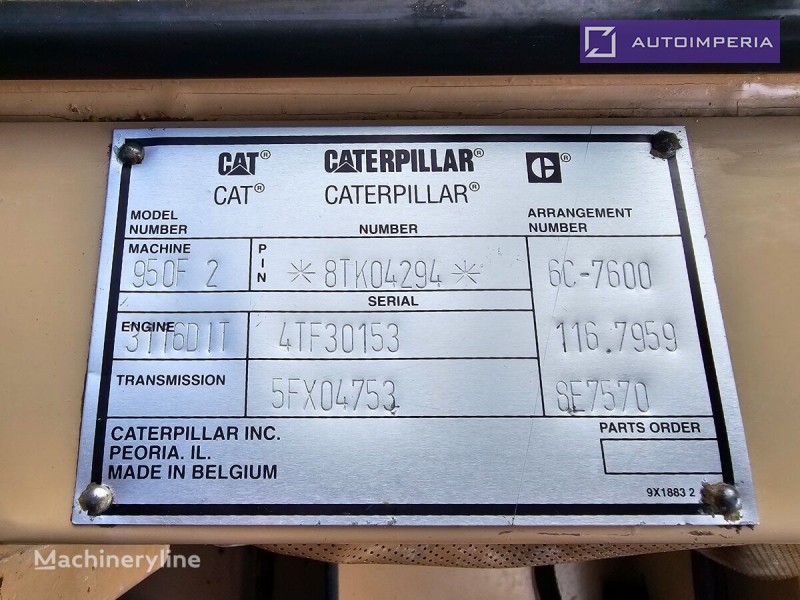 AUTOIMPERIA
CAT® CATERPILLAR® C®
CAT® CATERPILLAR®
MODEL NUMBER NUMBER ARRANGEMENT NUMBER
MACHINE PIN
950F 2 *8TK04294* 6C-7600
SERIAL
ENGINE
3116DIT 4TF30153 116.7959
TRANSMISSION 5FX04753 8E7570
CATERPILLAR INC. PARTS ORDER
PEORIA. IL.
MADE IN BELGIUM
9X1883 2
Machineryline